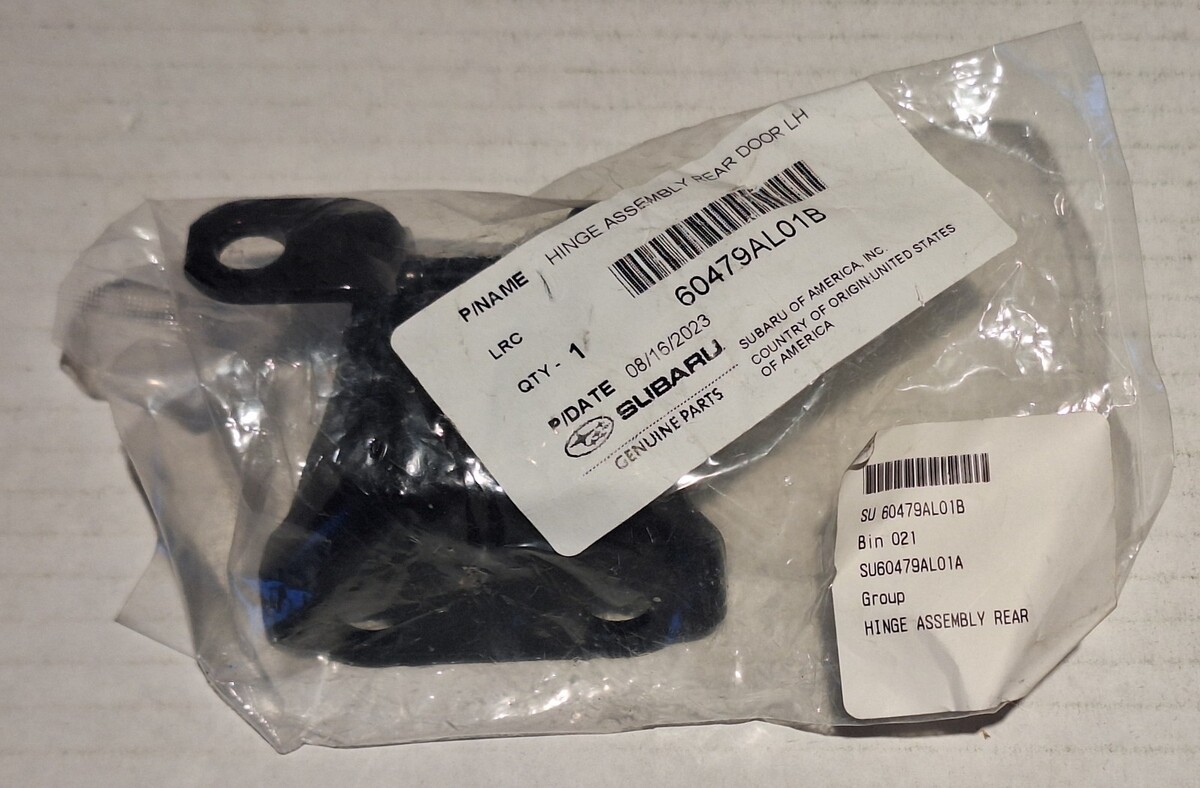 P/NAME HINGE ASSEMBLY REAR DOOR LH
LRC
60479AL01B
QTY - 1
P/DATE 08/16/2023
SUBARU
GENUINE PARTS
SUBARU OF AMERICA, INC.
COUNTRY OF ORIGIN:UNITED STATES
OF AMERICA
SU 60479AL01B
Bin 021
SU60479AL01A
Group
HINGE ASSEMBLY REAR